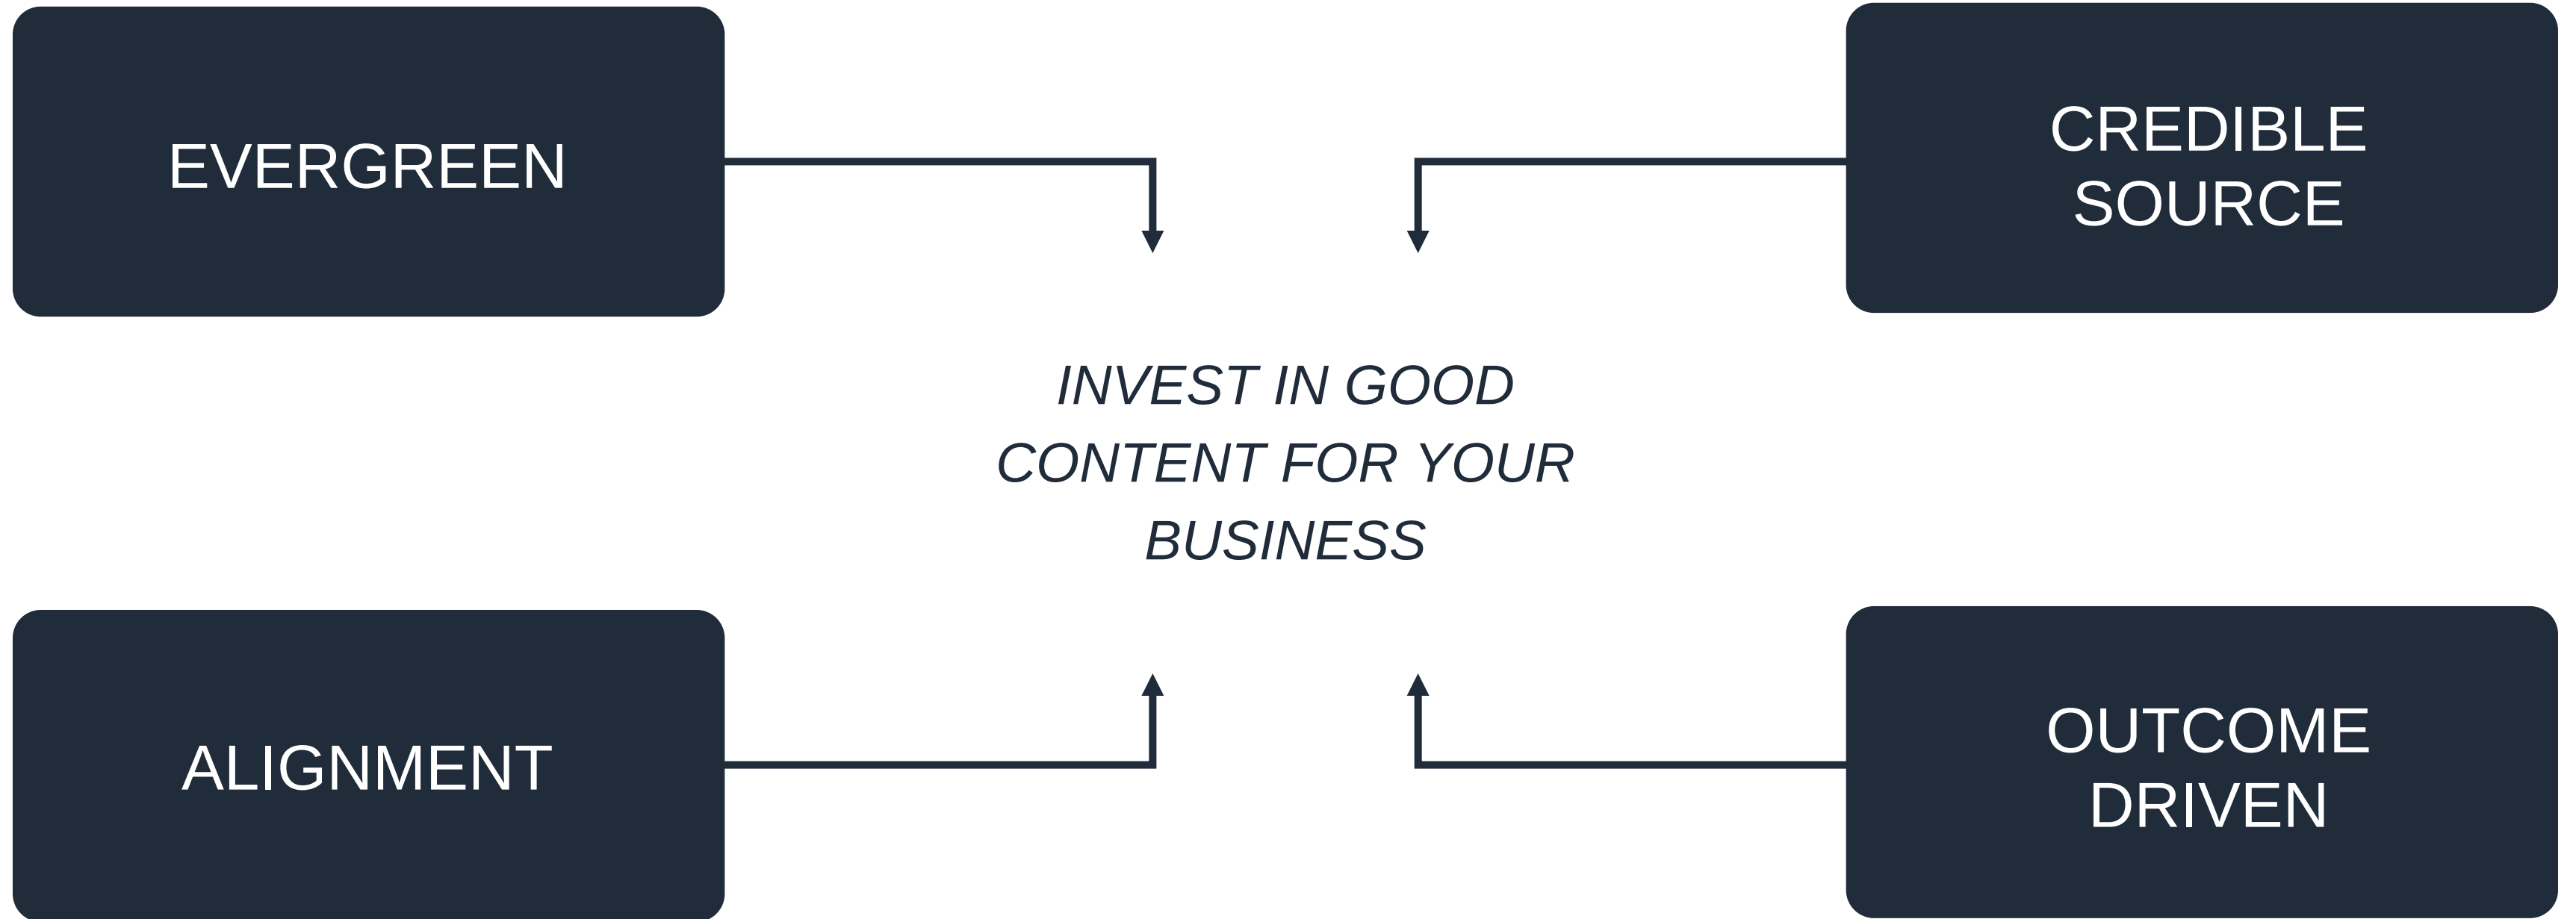 EVERGREEN
CREDIBLE
SOURCE
INVEST IN GOOD
CONTENT FOR YOUR
BUSINESS
ALIGNMENT
OUTCOME
DRIVEN